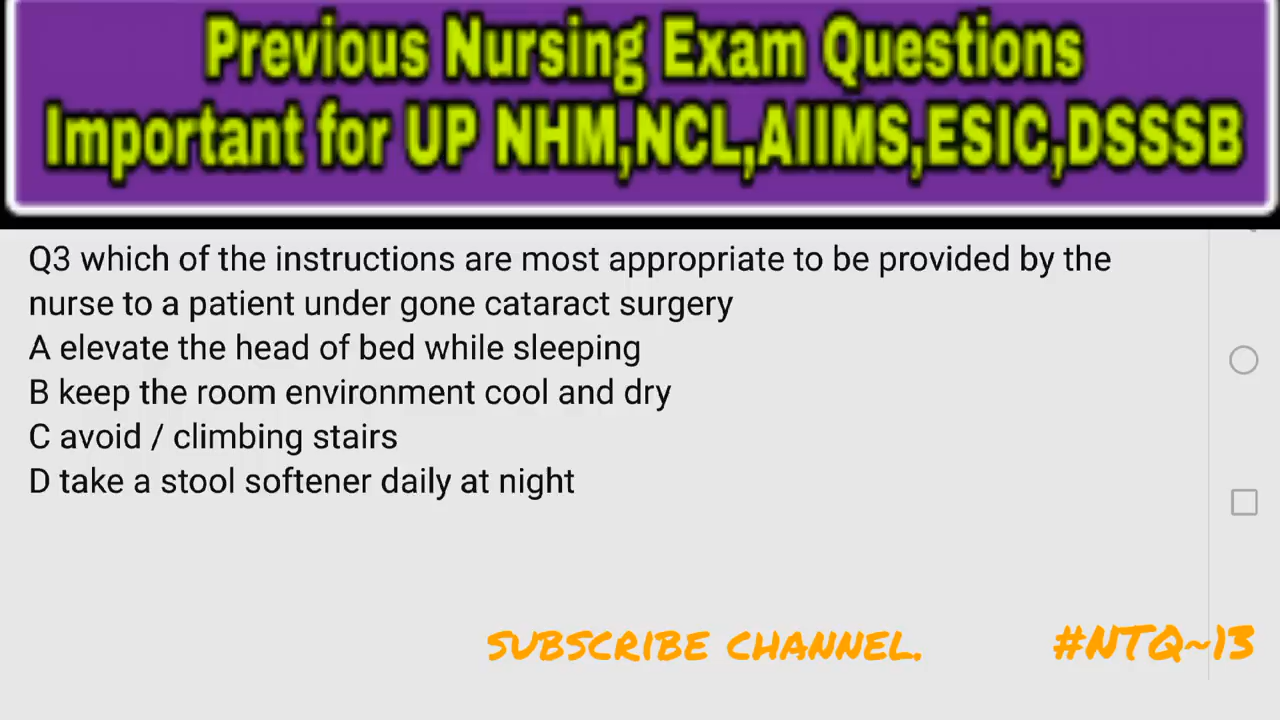 Previous Nursing Exam Questions
Important for UP NHM,NCL,AIIMS,ESIC,DSSSB
Q3 which of the instructions are most appropriate to be provided by the
nurse to a patient under gone cataract surgery
A elevate the head of bed while sleeping
B keep the room environment cool and dry
C avoid / climbing stairs
D take a stool softener daily at night
SUBSCRIBE CHANNEL. #NTQ~13